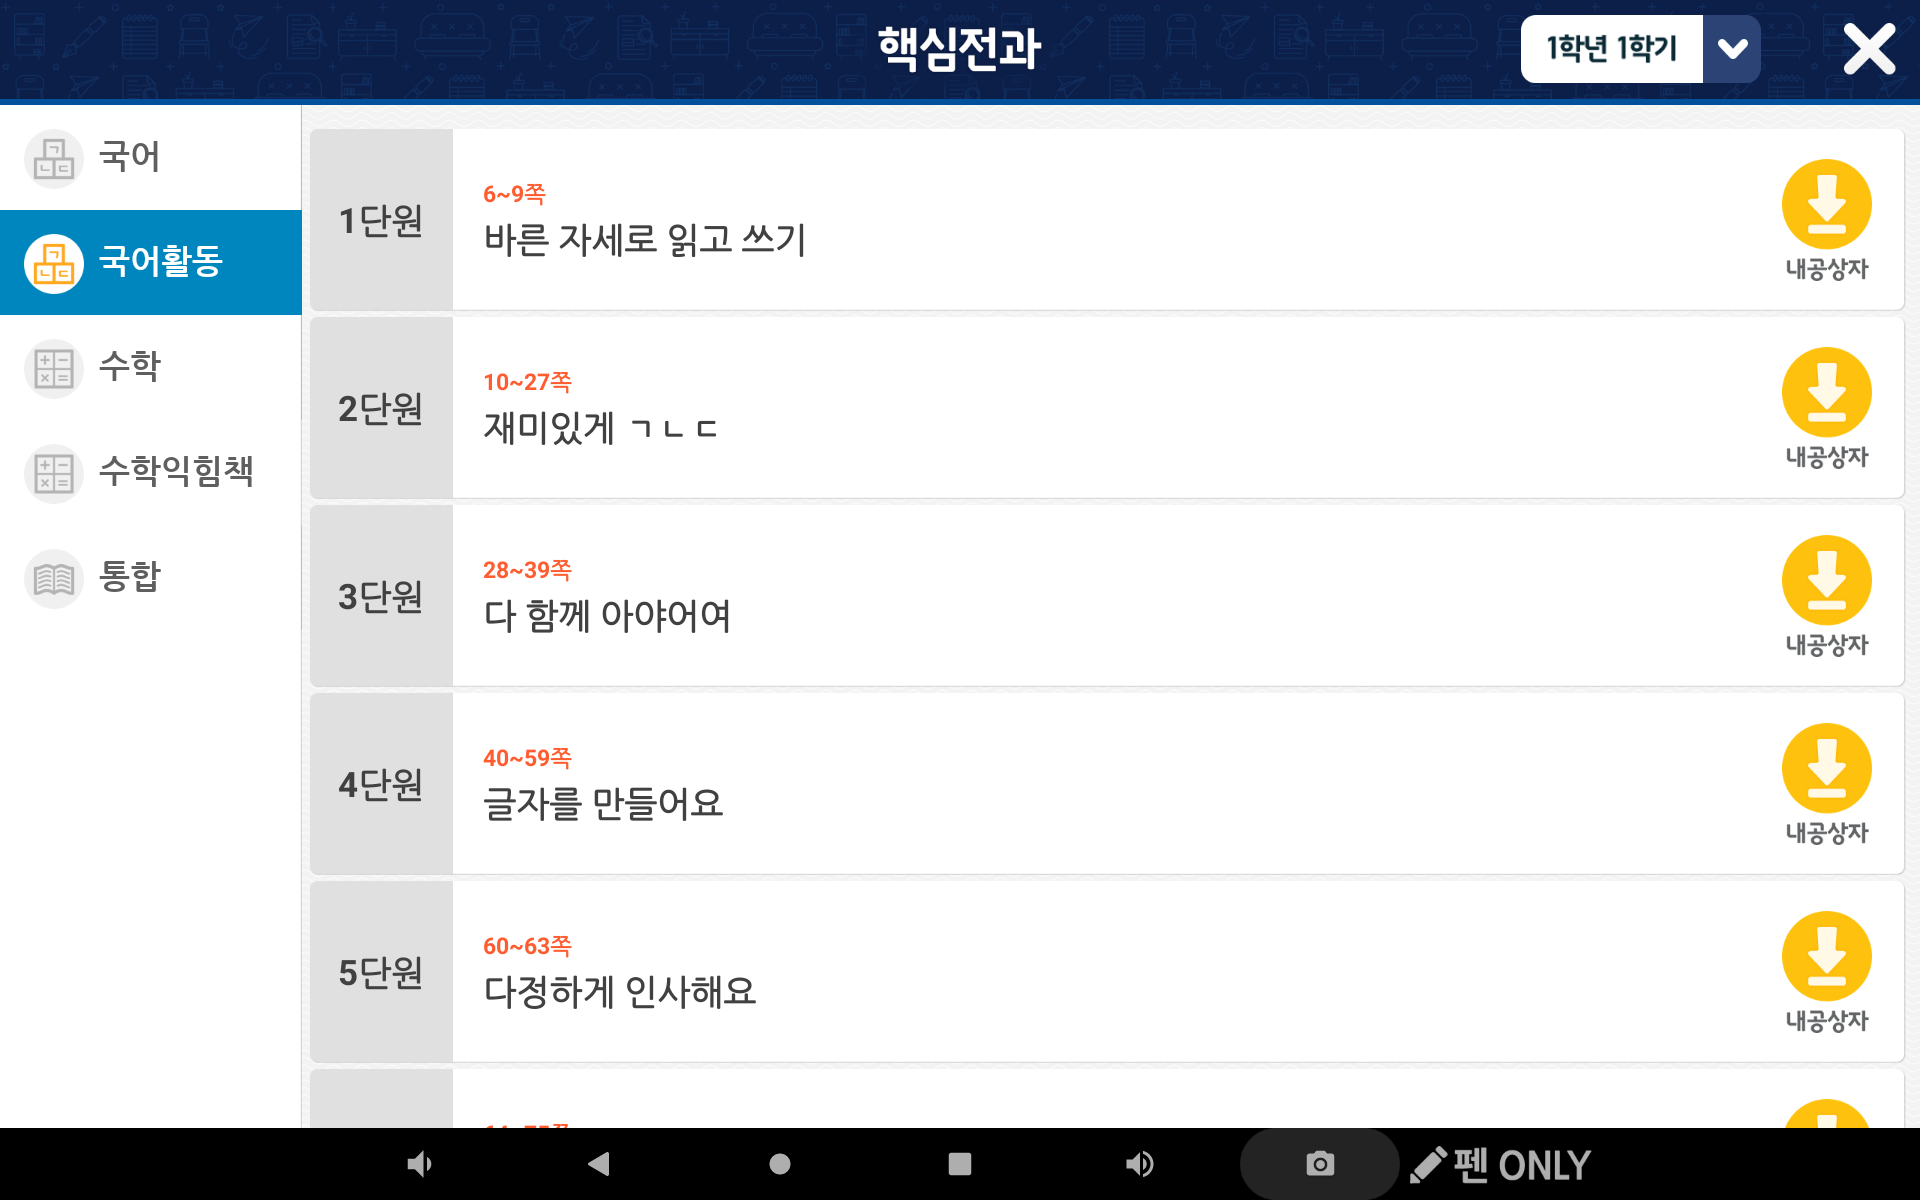 핵심전과
1학년 1학기
국어
국어활동
수학
수학익힘책
통합
1단원
6~9쪽
바른 자세로 읽고 쓰기
내공상자
2단원
10~27쪽
재미있게 ㄱㄴㄷ
내공상자
3단원
28~39쪽
다 함께 아야어여
내공상자
4단원
40~59쪽
글자를 만들어요
내공상자
5단원
60~63쪽
다정하게 인사해요
내공상자
펜 ONLY